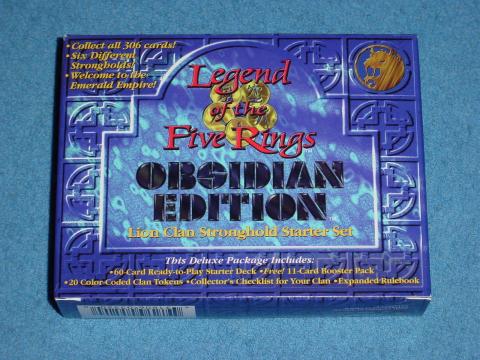 • Collect all 306 cards!
• Six Different
Strongholds!
• Welcome to the
Emerald Empire!
Legend
of the
Five Rings
OBSIDIAN
EDITION
Lion Clan Stronghold Starter Set
This Deluxe Package Includes:
• 60-Card Ready-to-Play Starter Deck • Free! 11-Card Booster Pack
• 20 Color-Coded Clan Tokens • Collector's Checklist for Your Clan • Expanded Rulebook